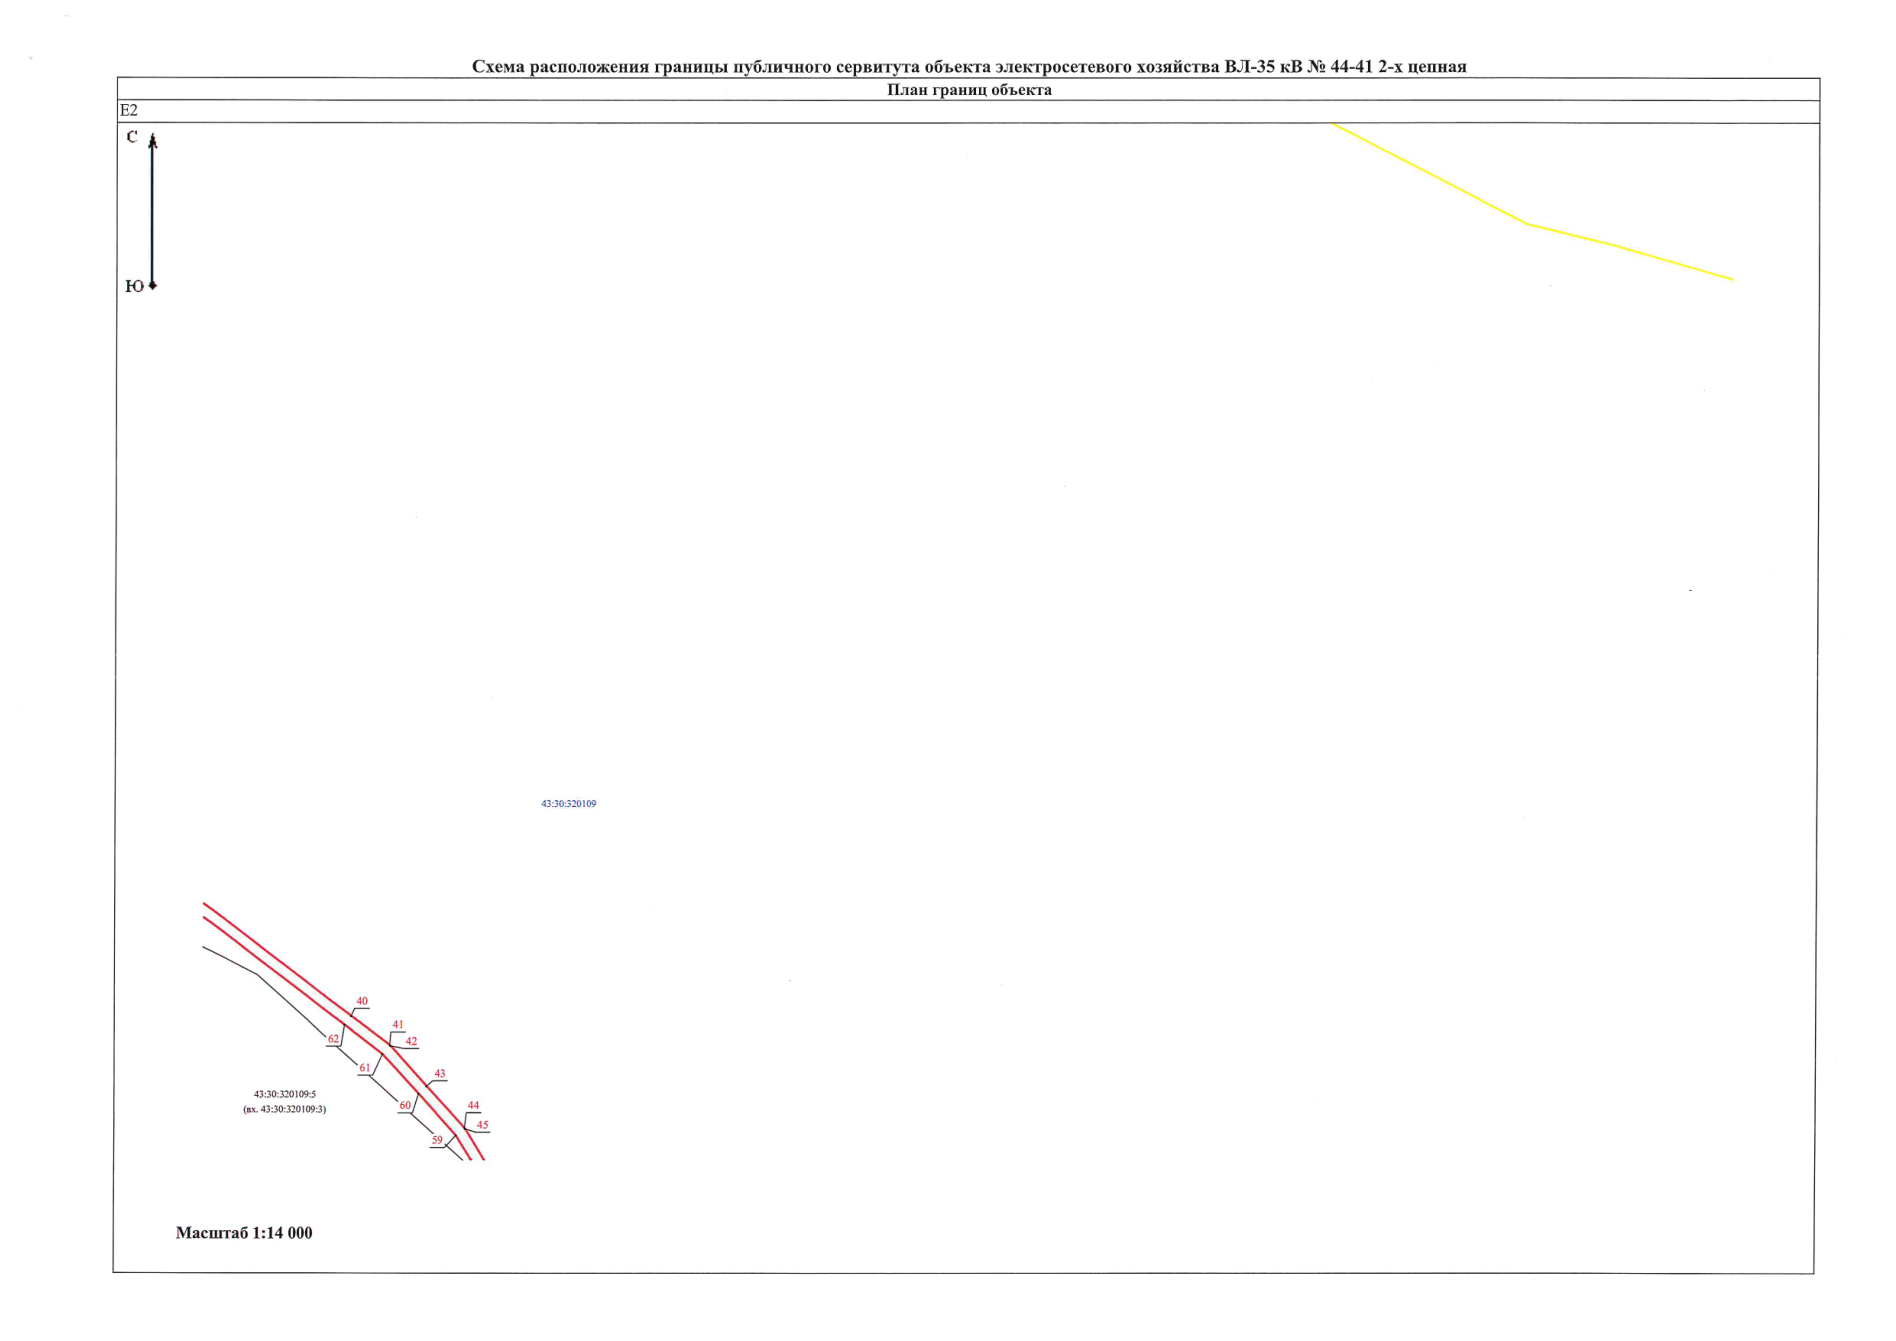 Схема расположения границы публичного сервитута объекта электросетевого хозяйства ВЛ-35 кВ № 44-41 2-х цепная
План границ объекта
Е2
С
Ю
43:30:320109
40
41
42
62
61
43
43:30:320109:5
(вх. 43:30:320109:3)
60
44
45
59
Масштаб 1:14 000